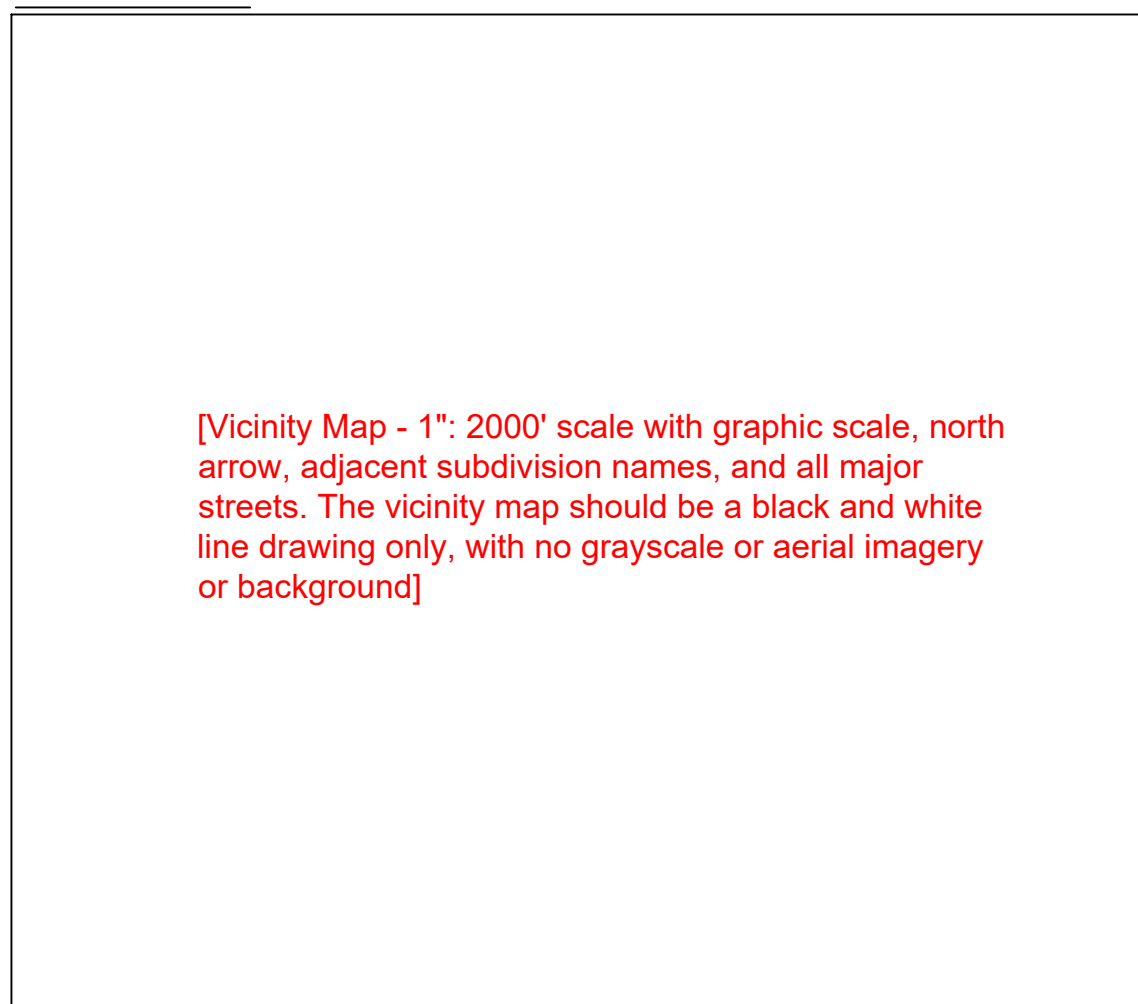 [Vicinity Map - 1": 2000' scale with graphic scale, north
arrow, adjacent subdivision names, and all major
streets. The vicinity map should be a black and white
line drawing only, with no grayscale or aerial imagery
or background]